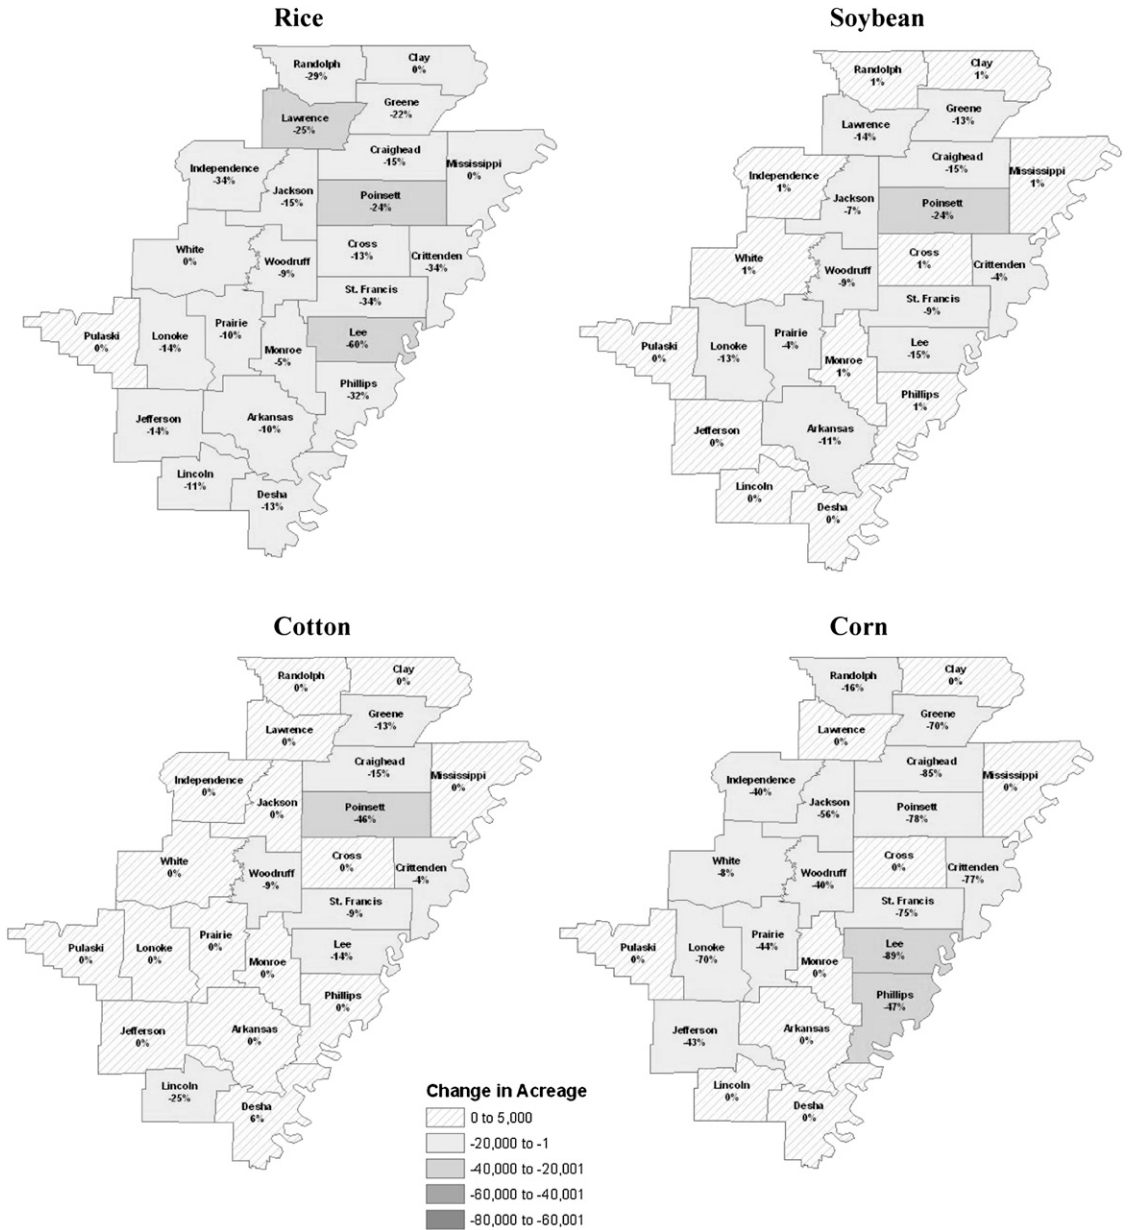 Rice
Randolph
-29%
Clay
0%
Lawrence
-25%
Greene
-22%
Independence
-34%
Craighead
-15%
Mississippi
0%
Jackson
-15%
Poinsett
-24%
White
0%
Woodruff
-9%
Cross
-13%
Crittenden
-34%
St. Francis
-34%
Pulaski
0%
Lonoke
-14%
Prairie
-10%
Monroe
-5%
Lee
-60%
Phillips
-32%
Jefferson
-14%
Arkansas
-10%
Lincoln
-11%
Desha
-13%
Soybean
Randolph
1%
Clay
1%
Lawrence
-14%
Greene
-13%
Independence
1%
Craighead
-15%
Mississippi
1%
Jackson
-7%
Poinsett
-24%
White
1%
Woodruff
-9%
Cross
1%
Crittenden
-4%
St. Francis
-9%
Pulaski
0%
Lonoke
-13%
Prairie
-4%
Monroe
1%
Lee
-15%
Phillips
1%
Jefferson
0%
Arkansas
-11%
Lincoln
0%
Desha
0%
Cotton
Randolph
0%
Clay
0%
Lawrence
0%
Greene
-13%
Independence
0%
Craighead
-15%
Mississippi
0%
Jackson
0%
Poinsett
-46%
White
0%
Woodruff
-9%
Cross
0%
Crittenden
-4%
St. Francis
-9%
Pulaski
0%
Lonoke
0%
Prairie
0%
Monroe
0%
Lee
-14%
Phillips
0%
Jefferson
0%
Arkansas
0%
Lincoln
-25%
Desha
6%
Corn
Randolph
-16%
Clay
0%
Lawrence
0%
Greene
-70%
Independence
-40%
Craighead
-85%
Mississippi
0%
Jackson
-56%
Poinsett
-78%
White
-8%
Woodruff
-40%
Cross
0%
Crittenden
-77%
St. Francis
-75%
Pulaski
0%
Lonoke
-70%
Prairie
-44%
Monroe
0%
Lee
-89%
Phillips
-47%
Jefferson
-43%
Arkansas
0%
Lincoln
0%
Desha
0%
Change in Acreage
0 to 5,000
-20,000 to -1
-40,000 to -20,001
-60,000 to -40,001
-80,000 to -60,001